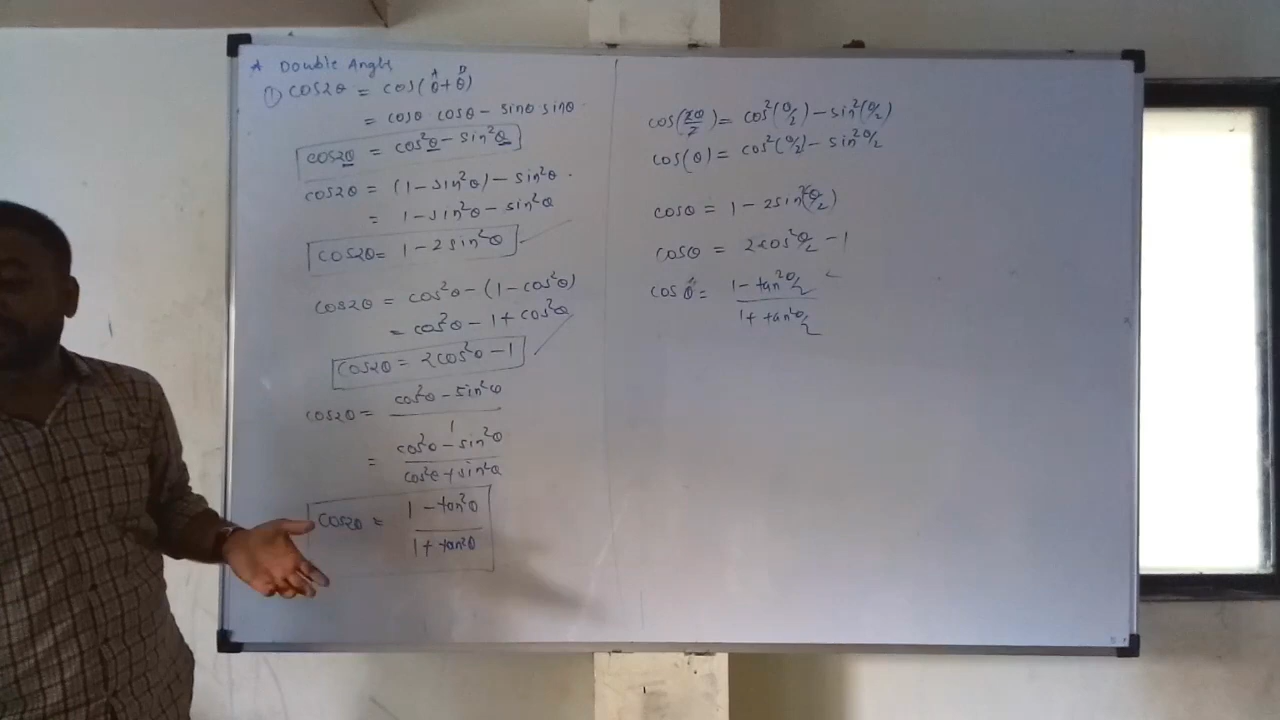 * Double Angle
① cos2θ = cos(θ+θ)
A B
= cosθ · cosθ - sinθ · sinθ
cos2θ = cos²θ - sin²θ
cos2θ = (1 - sin²θ) - sin²θ
= 1 - sin²θ - sin²θ
cos2θ = 1 - 2sin²θ
cos2θ = cos²θ - (1 - cos²θ)
= cos²θ - 1 + cos²θ
cos2θ = 2cos²θ - 1
cos2θ = cos²θ - sin²θ / 1
= cos²θ - sin²θ / cos²θ + sin²θ
cos2θ = 1 - tan²θ / 1 + tan²θ
cos(2θ/2) = cos²(θ/2) - sin²(θ/2)
cos(θ) = cos²(θ/2) - sin²θ/2
cosθ = 1 - 2sin²(θ/2)
cosθ = 2cos²θ/2 - 1
cosθ = 1 - tan²θ/2 / 1 + tan²θ/2